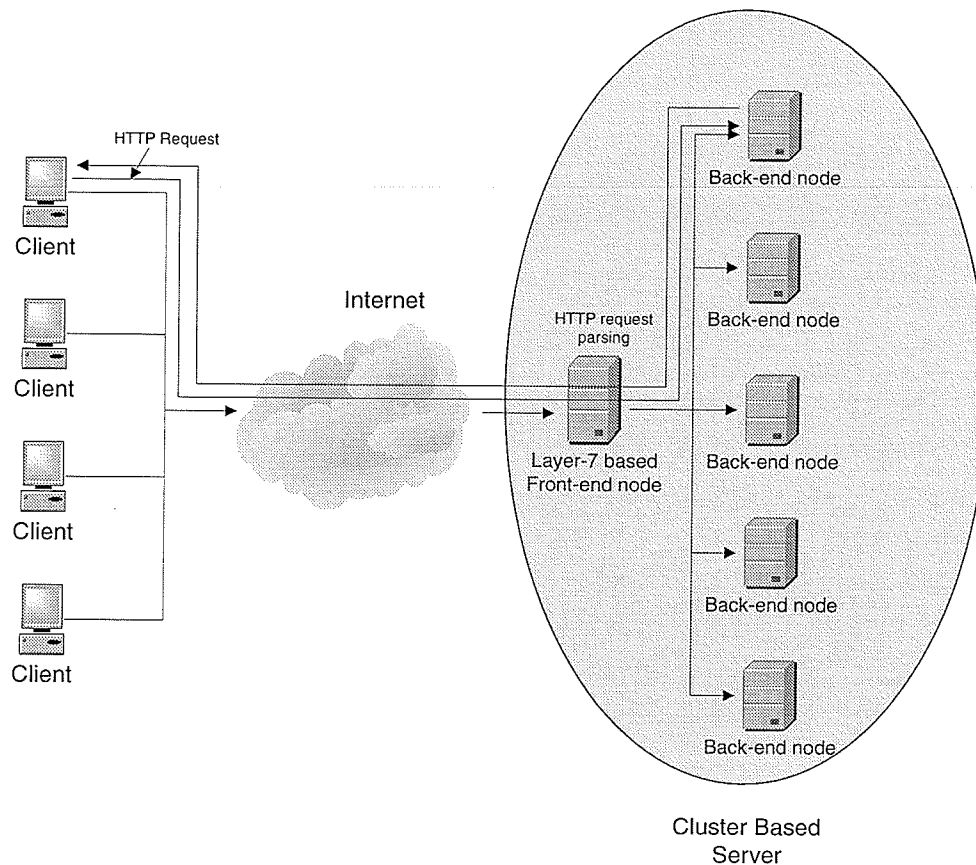 HTTP Request
Back-end node
Client
Internet
HTTP request
parsing
Back-end node
Client
Layer-7 based
Front-end node
Back-end node
Client
Back-end node
Client
Back-end node
Cluster Based
Server